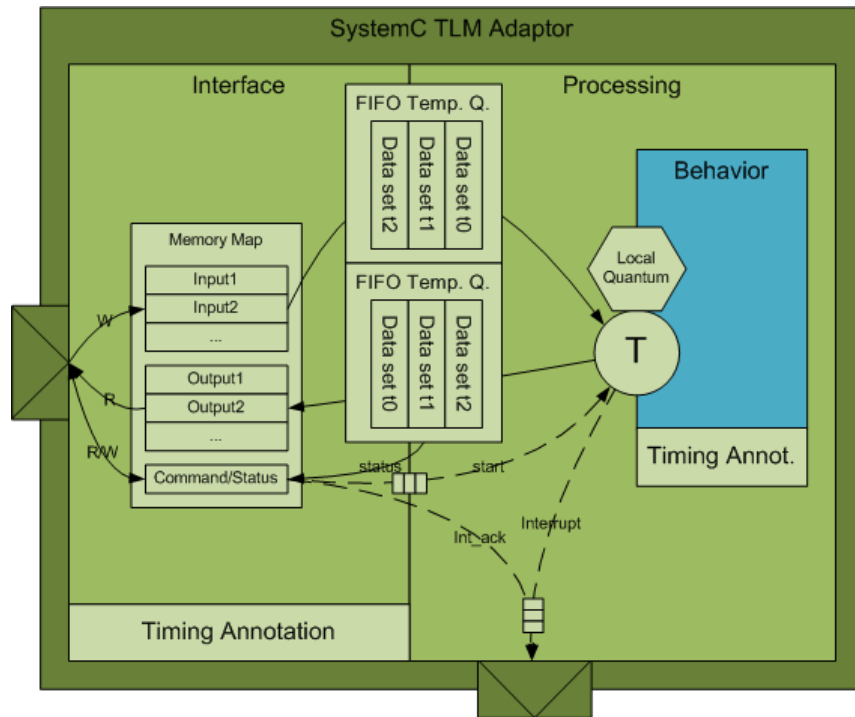 SystemC TLM Adaptor
Interface
Processing
FIFO Temp. Q.
Data set t2
Data set t1
Data set t0
Behavior
Memory Map
Local
Quantum
Input1
Input2
...
W
FIFO Temp. Q.
Data set t0
Data set t1
Data set t2
T
Output1
R
Output2
...
R/W
Command/Status
status
start
Timing Annot.
Int_ack
Interrupt
Timing Annotation